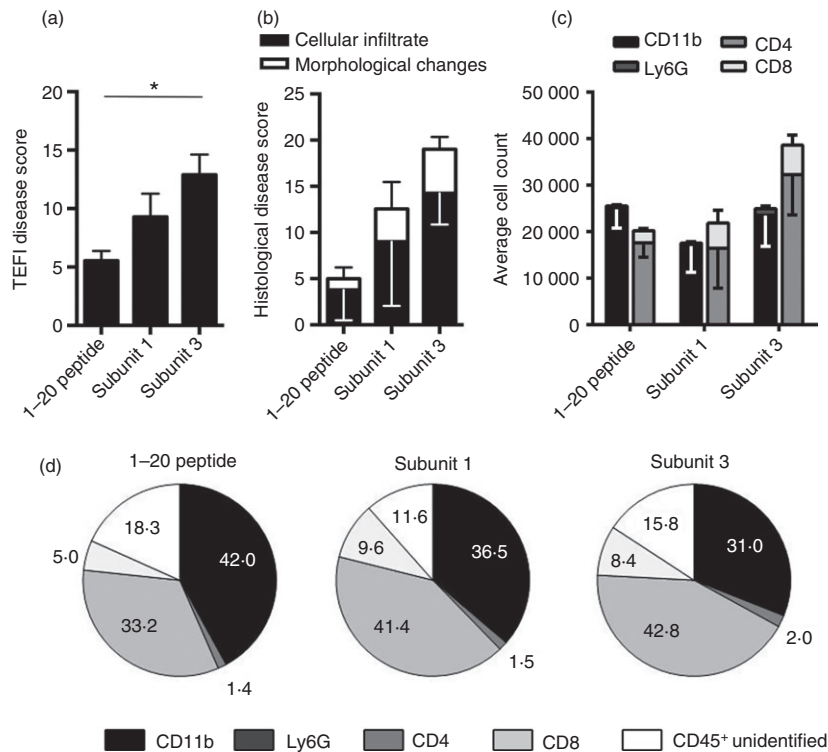 (a)
TEFI disease score
20
15
10
5
0
*
1–20 peptide
Subunit 1
Subunit 3
(b)
Cellular infiltrate
Morphological changes
Histological disease score
25
20
15
10
5
0
1–20 peptide
Subunit 1
Subunit 3
(c)
CD11b
CD4
Ly6G
CD8
Average cell count
50 000
40 000
30 000
20 000
10 000
0
1–20 peptide
Subunit 1
Subunit 3
(d)
1–20 peptide
18·3
42·0
5·0
33·2
1·4
Subunit 1
11·6
36·5
9·6
41·4
1·5
Subunit 3
15·8
31·0
8·4
42·8
2·0
CD11b
Ly6G
CD4
CD8
CD45+ unidentified